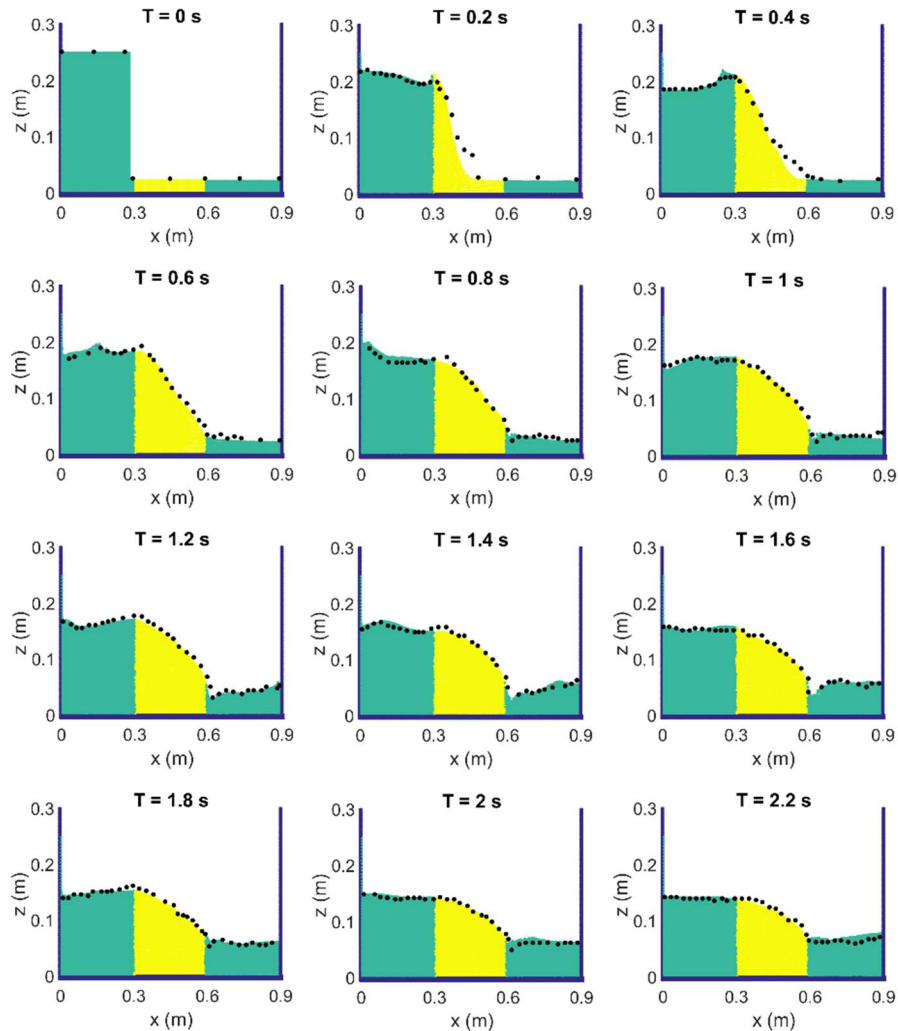 T = 0 s T = 0.2 s T = 0.4 s
0.3 0.3 0.3
0.2 0.2 0.2
z (m) z (m) z (m)
0.1 0.1 0.1
0 0 0
0 0.3 0.6 0.9 0 0.3 0.6 0.9 0 0.3 0.6 0.9
x (m) x (m) x (m)
T = 0.6 s T = 0.8 s T = 1 s
0.3 0.3 0.3
0.2 0.2 0.2
z (m) z (m) z (m)
0.1 0.1 0.1
0 0 0
0 0.3 0.6 0.9 0 0.3 0.6 0.9 0 0.3 0.6 0.9
x (m) x (m) x (m)
T = 1.2 s T = 1.4 s T = 1.6 s
0.3 0.3 0.3
0.2 0.2 0.2
z (m) z (m) z (m)
0.1 0.1 0.1
0 0 0
0 0.3 0.6 0.9 0 0.3 0.6 0.9 0 0.3 0.6 0.9
x (m) x (m) x (m)
T = 1.8 s T = 2 s T = 2.2 s
0.3 0.3 0.3
0.2 0.2 0.2
z (m) z (m) z (m)
0.1 0.1 0.1
0 0 0
0 0.3 0.6 0.9 0 0.3 0.6 0.9 0 0.3 0.6 0.9
x (m) x (m) x (m)